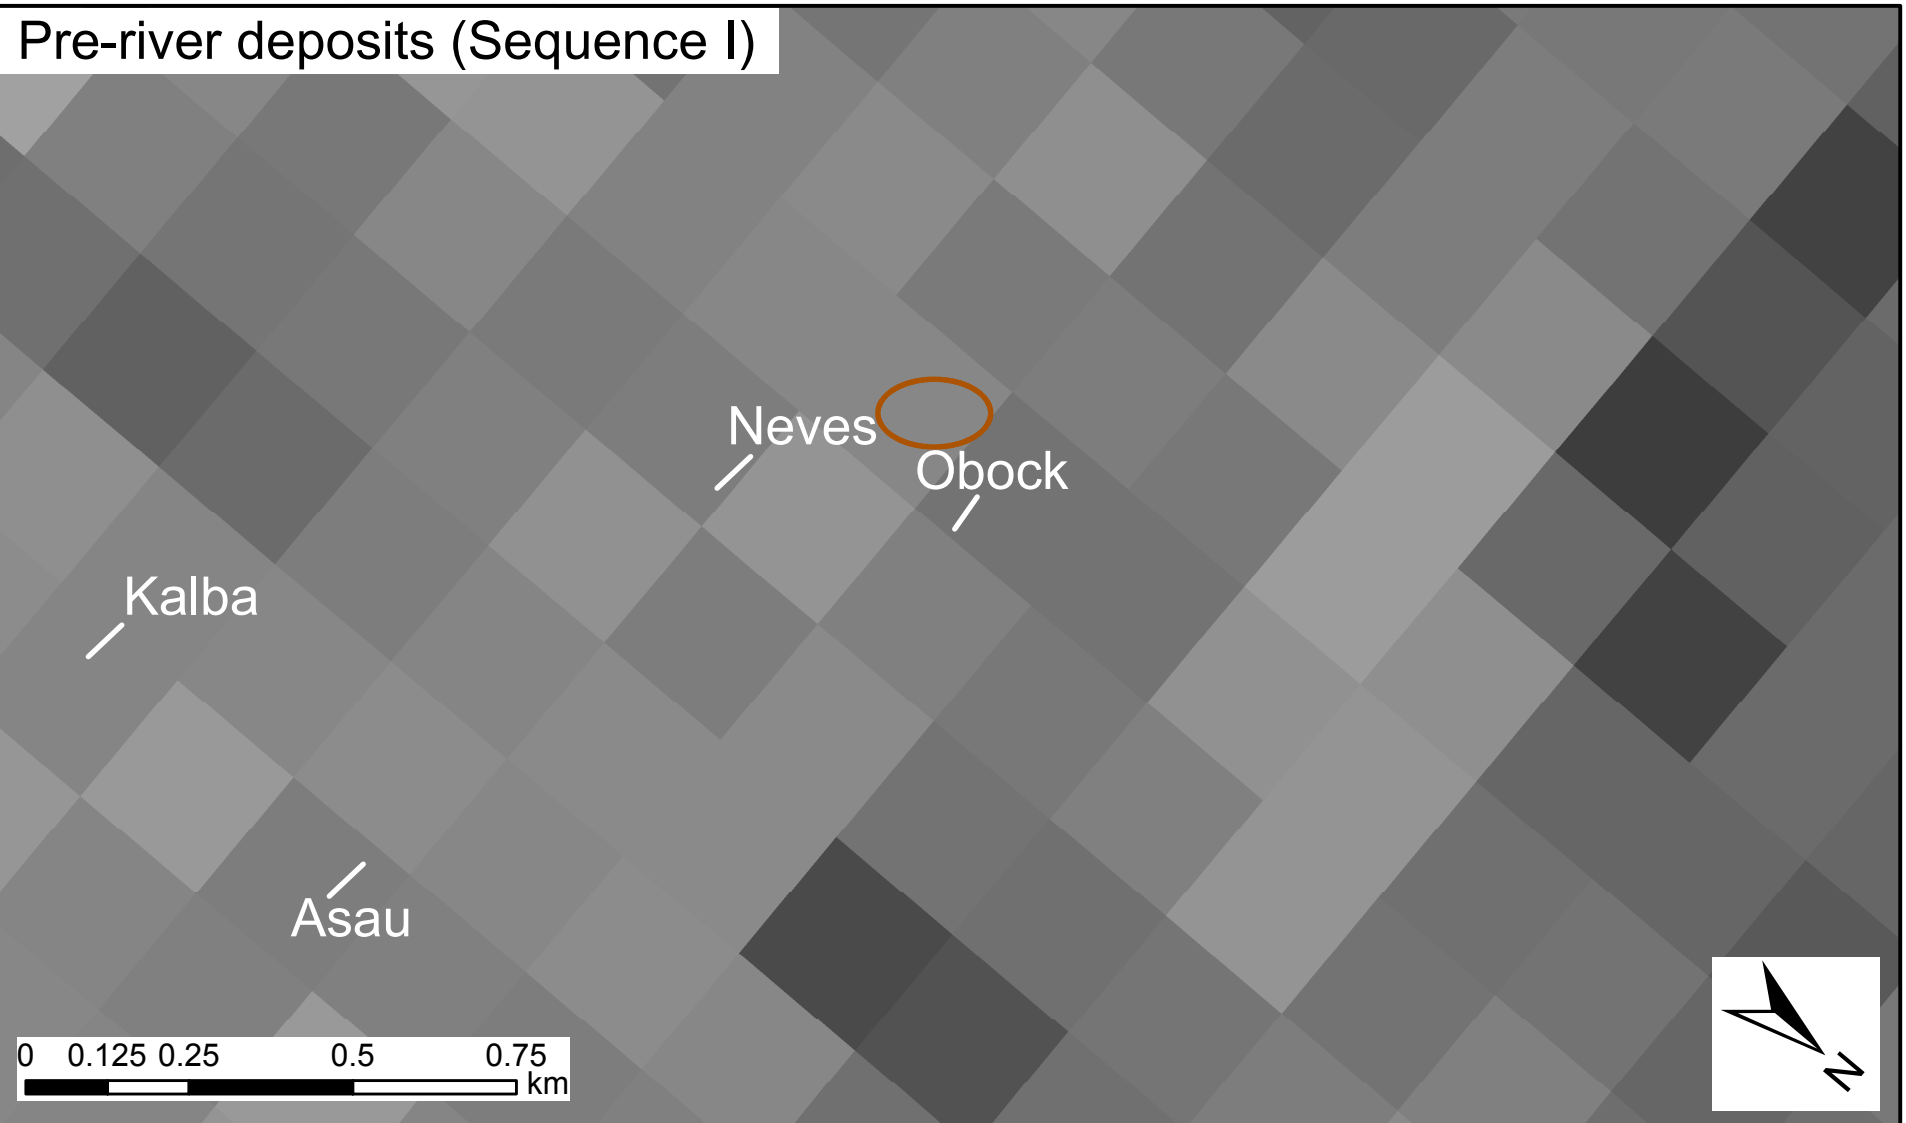 Pre-river deposits (Sequence I)
Neves
Obock
Kalba
Asau
0 0.125 0.25 0.5 0.75
km
N